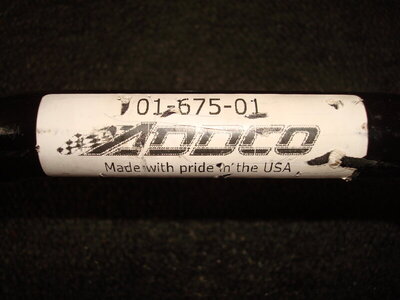 01-675-01
ADDCO
Made with pride in the USA